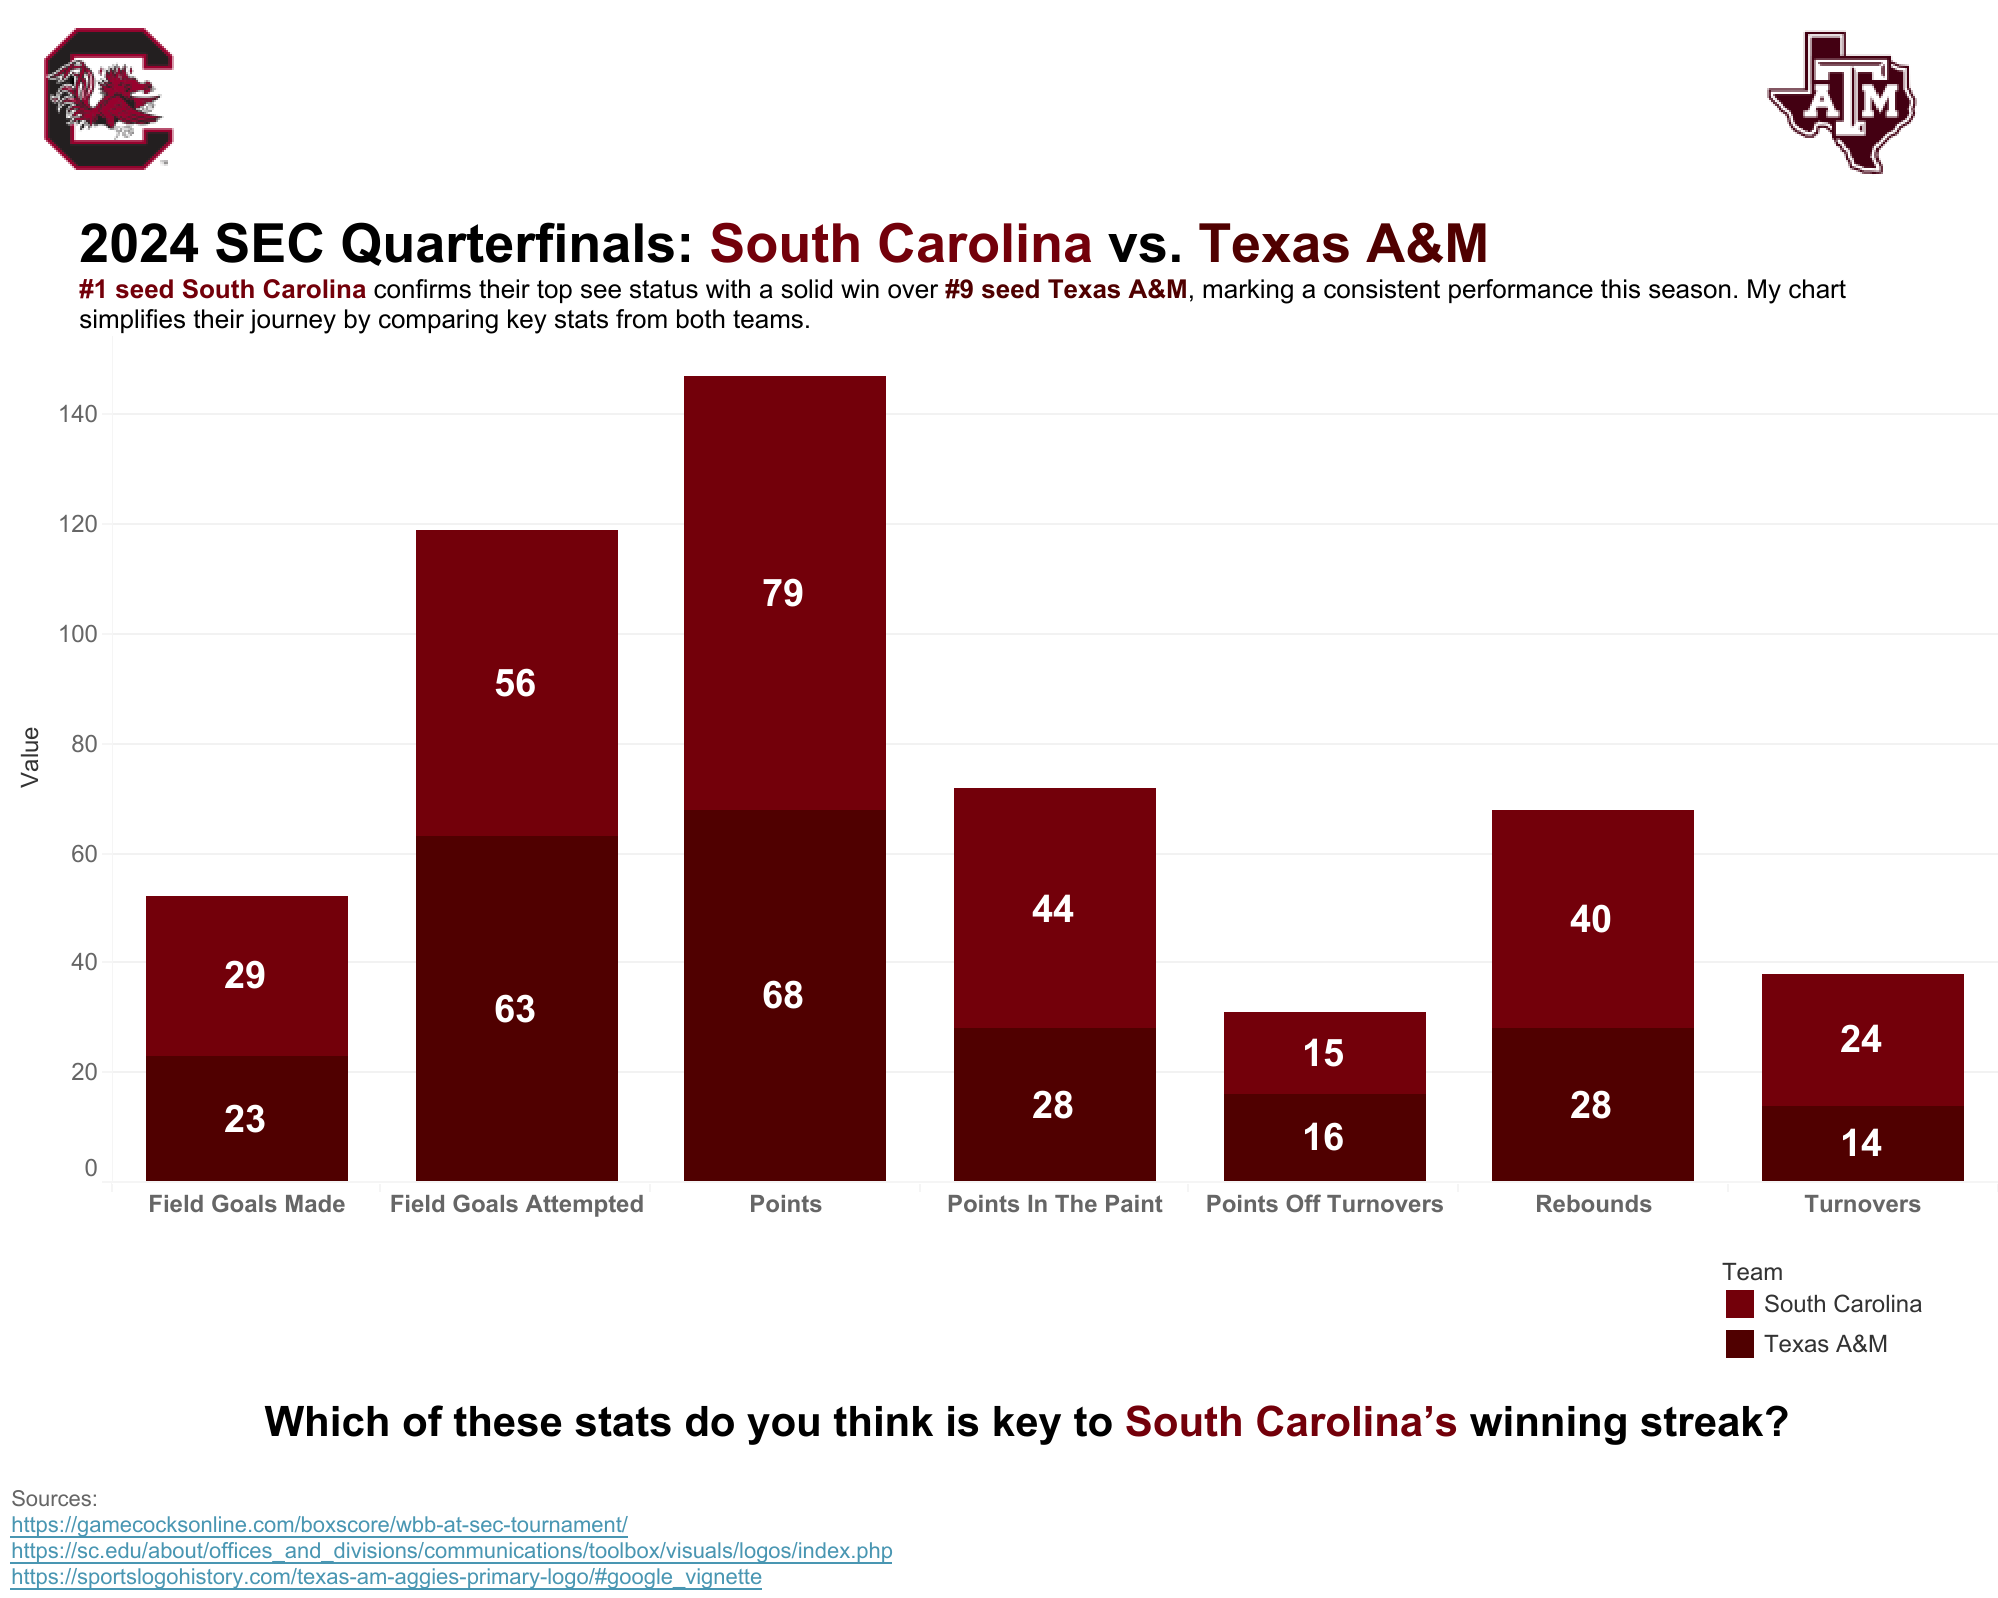 ATM
2024 SEC Quarterfinals: South Carolina vs. Texas A&M
#1 seed South Carolina confirms their top see status with a solid win over #9 seed Texas A&M, marking a consistent performance this season. My chart
simplifies their journey by comparing key stats from both teams.
Value
140
120
100
80
60
40
20
0
29
23
56
63
79
68
44
28
15
16
40
28
24
14
Field Goals Made
Field Goals Attempted
Points
Points In The Paint
Points Off Turnovers
Rebounds
Turnovers
Team
South Carolina
Texas A&M
Which of these stats do you think is key to South Carolina’s winning streak?
Sources:
https://gamecocksonline.com/boxscore/wbb-at-sec-tournament/
https://sc.edu/about/offices_and_divisions/communications/toolbox/visuals/logos/index.php
https://sportslogohistory.com/texas-am-aggies-primary-logo/#google_vignette